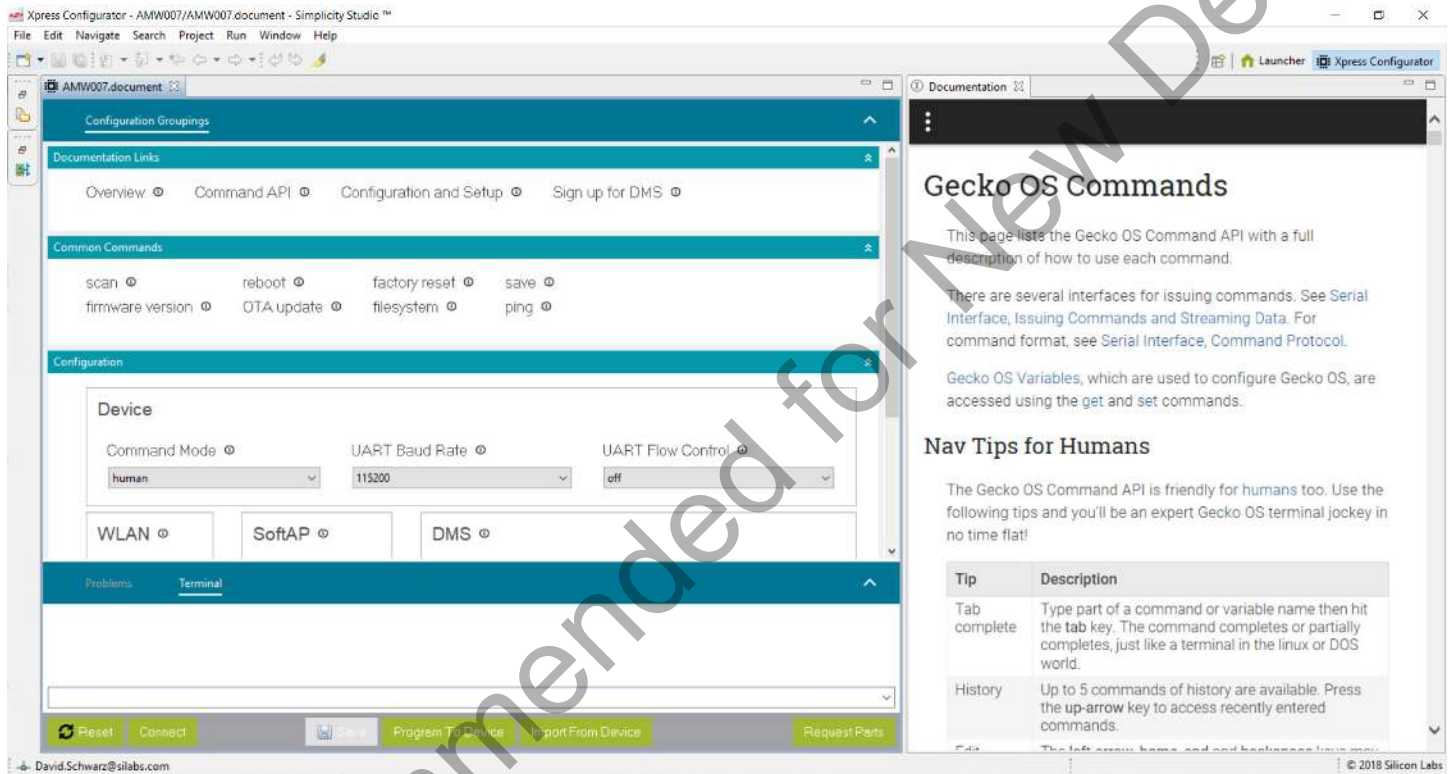 Xpress Configurator - AMW007/AMW007.document - Simplicity Studio ™
File Edit Navigate Search Project Run Window Help
Launcher Xpress Configurator
AMW007.document
Configuration Groupings
Documentation Links
Overview Command API Configuration and Setup Sign up for DMS
Common Commands
scan reboot factory reset save
firmware version OTA update filesystem ping
Configuration
Device
Command Mode UART Baud Rate UART Flow Control
human 115200 off
WLAN SoftAP DMS
Problems Terminal
Reset Connect Save Program To Device Import From Device Request Parts
Documentation
Gecko OS Commands
This page lists the Gecko OS Command API with a full
description of how to use each command.
There are several interfaces for issuing commands. See Serial
Interface, Issuing Commands and Streaming Data. For
command format, see Serial Interface, Command Protocol.
Gecko OS Variables, which are used to configure Gecko OS, are
accessed using the get and set commands.
Nav Tips for Humans
The Gecko OS Command API is friendly for humans too. Use the
following tips and you'll be an expert Gecko OS terminal jockey in
no time flat!
Tip Description
Tab complete
Type part of a command or variable name then hit
the tab key. The command completes or partially
completes, just like a terminal in the linux or DOS
world.
History
Up to 5 commands of history are available. Press
the up-arrow key to access recently entered
commands.
David.Schwarz@silabs.com
© 2018 Silicon Labs
mended for New De